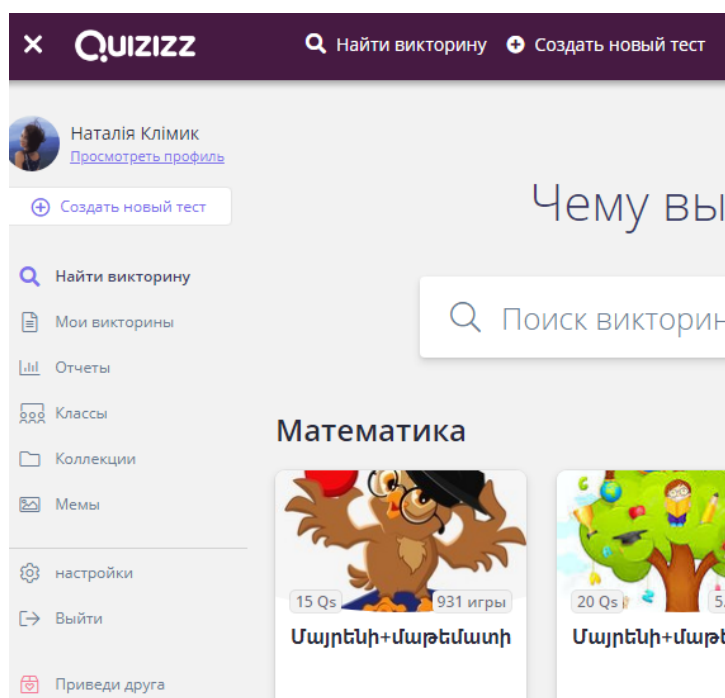 Quizizz
Найти викторину
Создать новый тест
Наталія Клімик
Просмотреть профиль
Создать новый тест
Найти викторину
Мои викторины
Отчеты
Классы
Коллекции
Мемы
настройки
Выйти
Приведи друга
Чему вы
Поиск викторин
Математика
15 Qs
931 игры
Մայրենի+մաթեմատի
20 Qs
5
Մայրենի+մաթե